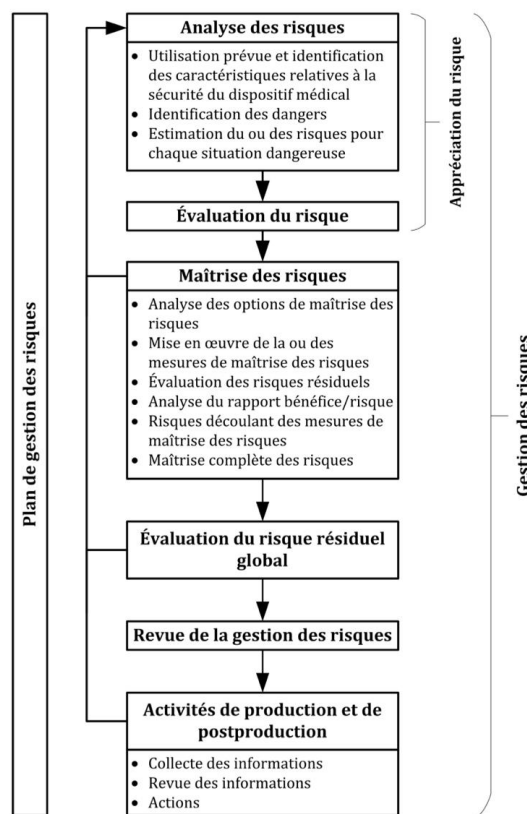 Analyse des risques
• Utilisation prévue et identification
des caractéristiques relatives à la
sécurité du dispositif médical
• Identification des dangers
• Estimation du ou des risques pour
chaque situation dangereuse
Évaluation du risque
Appréciation du risque
Maîtrise des risques
• Analyse des options de maîtrise des
risques
• Mise en œuvre de la ou des
mesures de maîtrise des risques
• Évaluation des risques résiduels
• Analyse du rapport bénéfice/risque
• Risques découlant des mesures de
maîtrise des risques
• Maîtrise complète des risques
Plan de gestion des risques
Gestion des risques
Évaluation du risque résiduel
global
Revue de la gestion des risques
Activités de production et de
postproduction
• Collecte des informations
• Revue des informations
• Actions